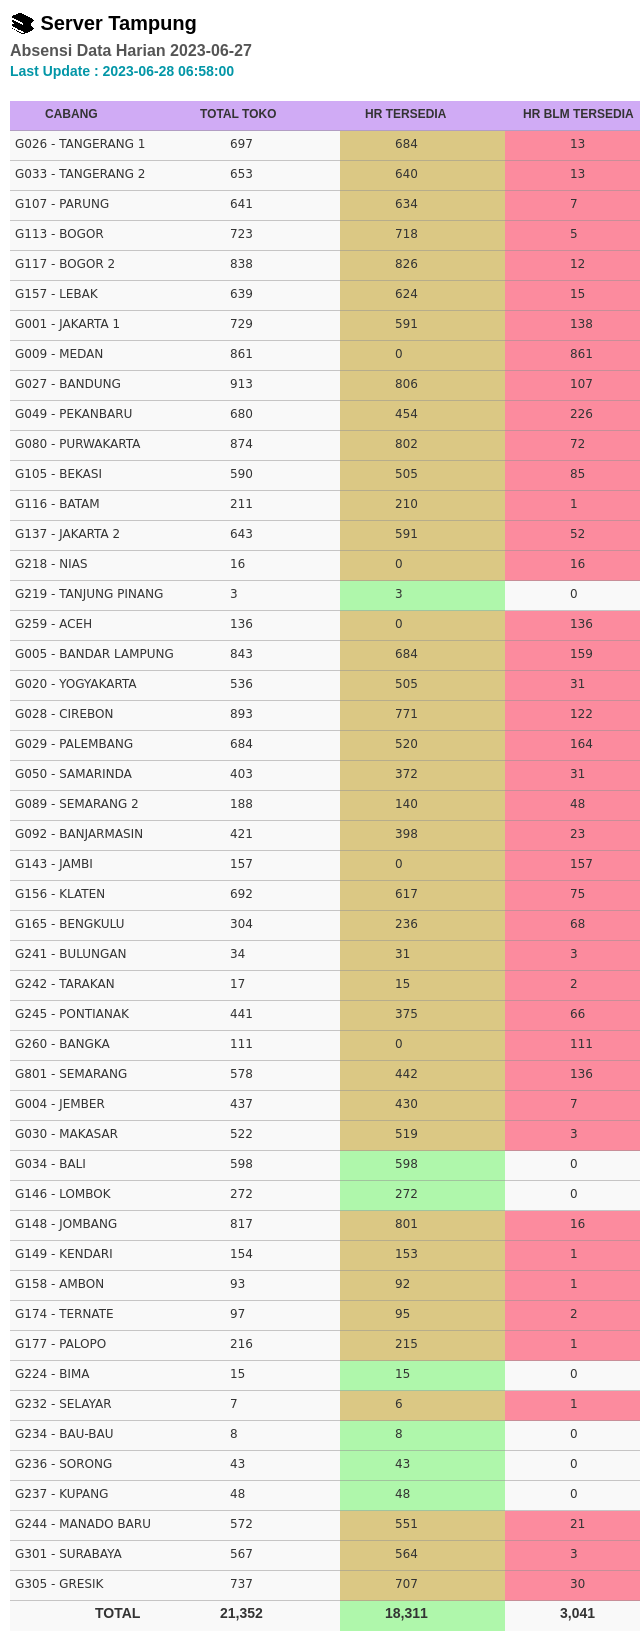 Server Tampung
Absensi Data Harian 2023-06-27
Last Update : 2023-06-28 06:58:00
CABANG TOTAL TOKO HR TERSEDIA HR BLM TERSEDIA
G026 - TANGERANG 1 697 684 13
G033 - TANGERANG 2 653 640 13
G107 - PARUNG 641 634 7
G113 - BOGOR 723 718 5
G117 - BOGOR 2 838 826 12
G157 - LEBAK 639 624 15
G001 - JAKARTA 1 729 591 138
G009 - MEDAN 861 0 861
G027 - BANDUNG 913 806 107
G049 - PEKANBARU 680 454 226
G080 - PURWAKARTA 874 802 72
G105 - BEKASI 590 505 85
G116 - BATAM 211 210 1
G137 - JAKARTA 2 643 591 52
G218 - NIAS 16 0 16
G219 - TANJUNG PINANG 3 3 0
G259 - ACEH 136 0 136
G005 - BANDAR LAMPUNG 843 684 159
G020 - YOGYAKARTA 536 505 31
G028 - CIREBON 893 771 122
G029 - PALEMBANG 684 520 164
G050 - SAMARINDA 403 372 31
G089 - SEMARANG 2 188 140 48
G092 - BANJARMASIN 421 398 23
G143 - JAMBI 157 0 157
G156 - KLATEN 692 617 75
G165 - BENGKULU 304 236 68
G241 - BULUNGAN 34 31 3
G242 - TARAKAN 17 15 2
G245 - PONTIANAK 441 375 66
G260 - BANGKA 111 0 111
G801 - SEMARANG 578 442 136
G004 - JEMBER 437 430 7
G030 - MAKASAR 522 519 3
G034 - BALI 598 598 0
G146 - LOMBOK 272 272 0
G148 - JOMBANG 817 801 16
G149 - KENDARI 154 153 1
G158 - AMBON 93 92 1
G174 - TERNATE 97 95 2
G177 - PALOPO 216 215 1
G224 - BIMA 15 15 0
G232 - SELAYAR 7 6 1
G234 - BAU-BAU 8 8 0
G236 - SORONG 43 43 0
G237 - KUPANG 48 48 0
G244 - MANADO BARU 572 551 21
G301 - SURABAYA 567 564 3
G305 - GRESIK 737 707 30
TOTAL 21,352 18,311 3,041